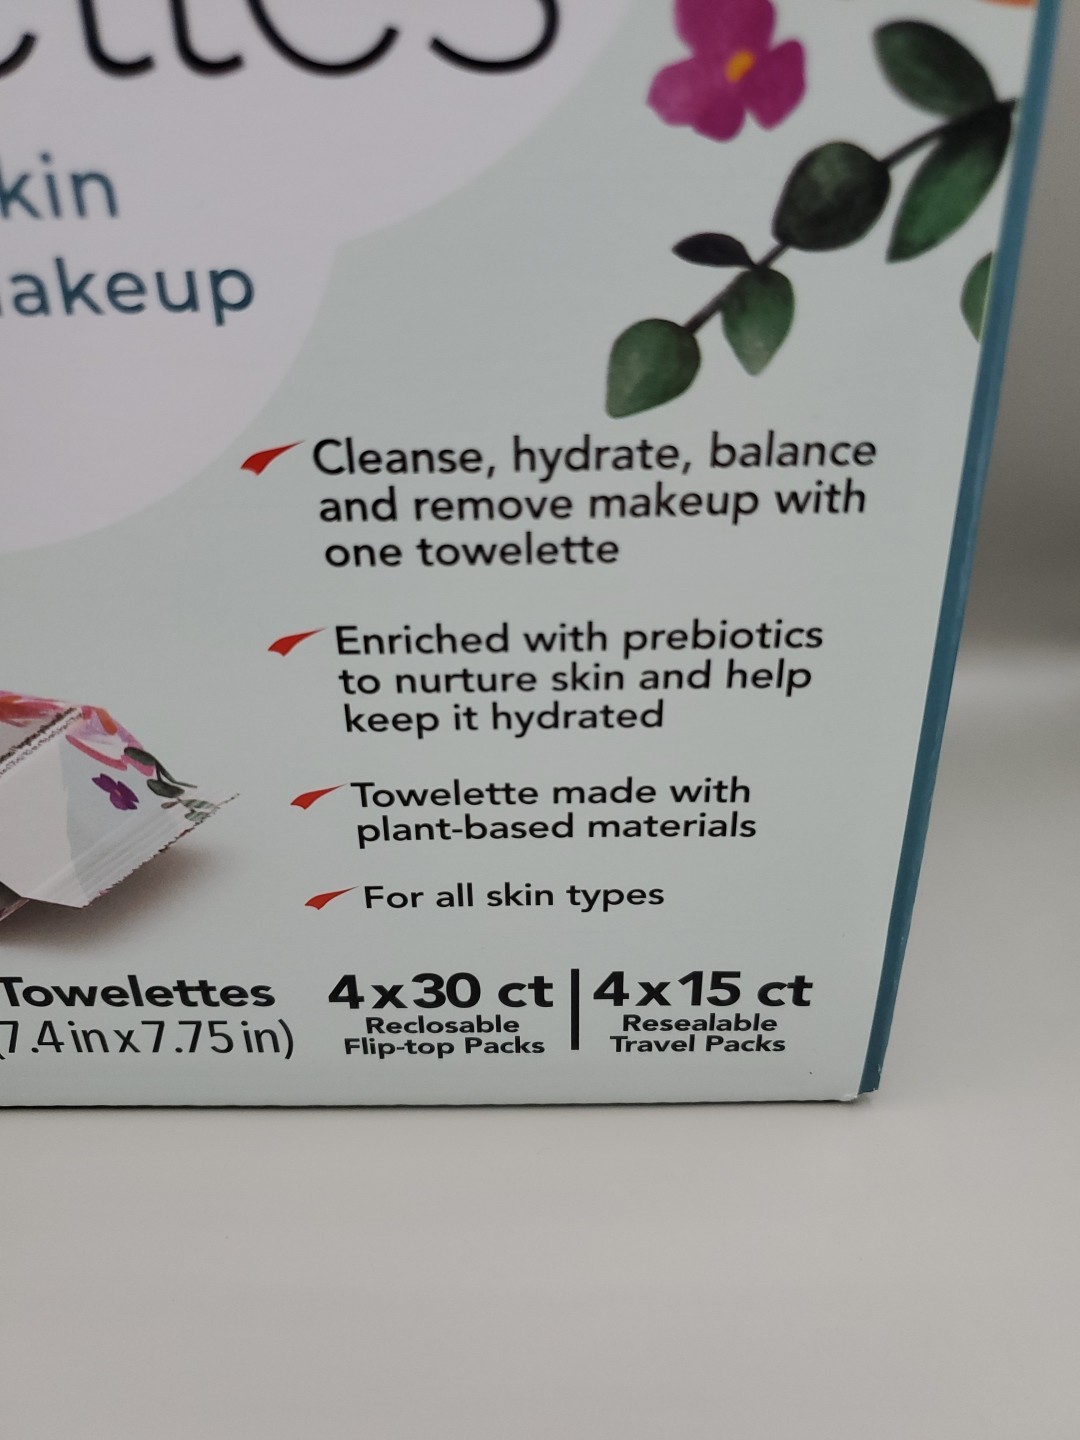 kin
akeup
Cleanse, hydrate, balance
and remove makeup with
one towelette
Enriched with prebiotics
to nurture skin and help
keep it hydrated
Towelette made with
plant-based materials
For all skin types
Towelettes
(7.4 in x 7.75 in)
4 x 30 ct
Reclosable
Flip-top Packs
4 x 15 ct
Resealable
Travel Packs